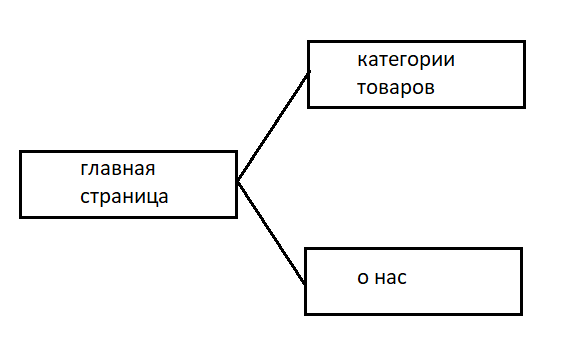 главная
страница
категории
товаров
о нас